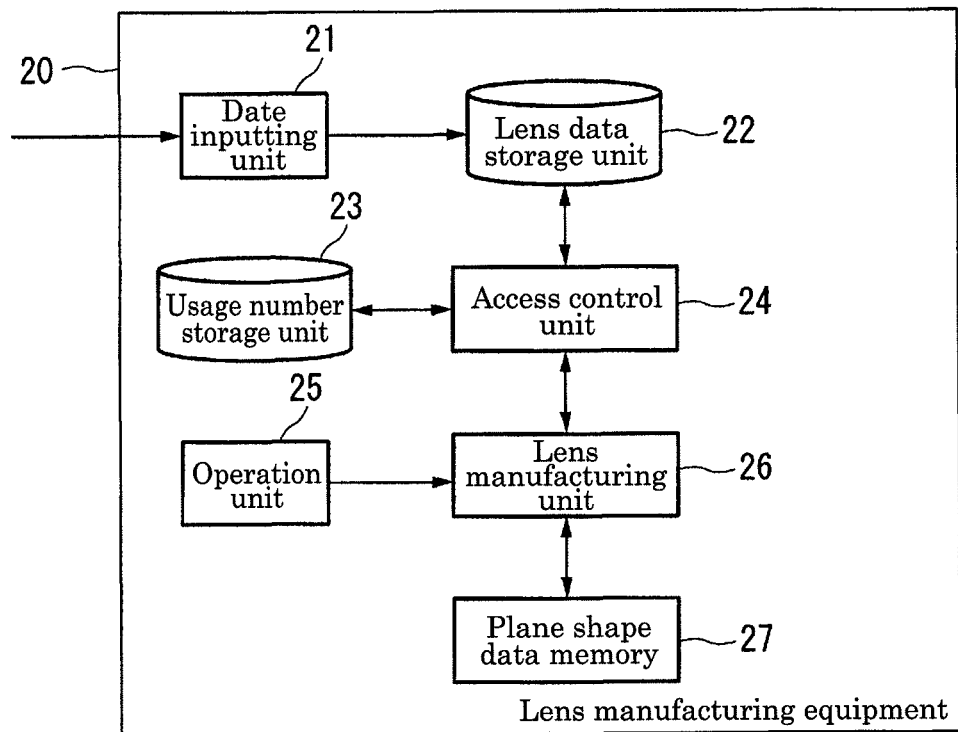 20
21
Date
inputting
unit
Lens data
storage unit
22
23
Usage number
storage unit
Access control
unit
24
25
Operation
unit
Lens
manufacturing
unit
26
Plane shape
data memory
27
Lens manufacturing equipment